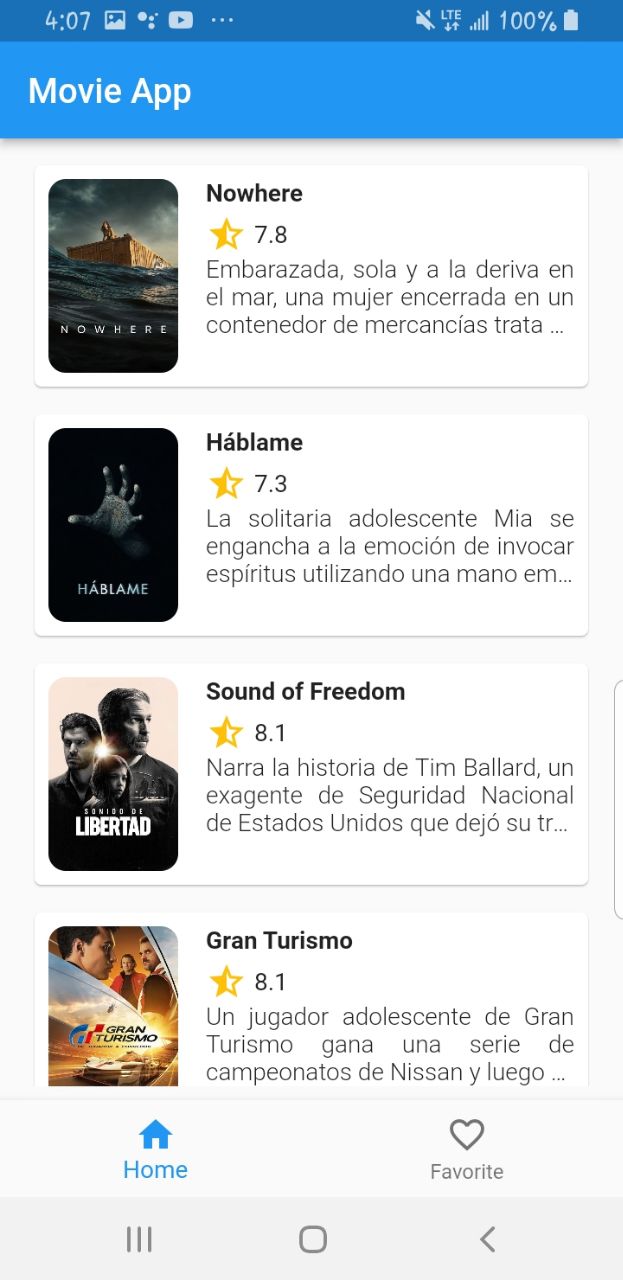 4:07 LTE 100%
Movie App
Nowhere
7.8
Embarazada, sola y a la deriva en
el mar, una mujer encerrada en un
contenedor de mercancías trata ...
NOWHERE
Háblame
7.3
La solitaria adolescente Mia se
engancha a la emoción de invocar
espíritus utilizando una mano em...
HÁBLAME
Sound of Freedom
8.1
Narra la historia de Tim Ballard, un
exagente de Seguridad Nacional
de Estados Unidos que dejó su tr...
SONIDO DE
LIBERTAD
Gran Turismo
8.1
Un jugador adolescente de Gran
Turismo gana una serie de
campeonatos de Nissan y luego ...
GRAN
TURISMO
Home
Favorite